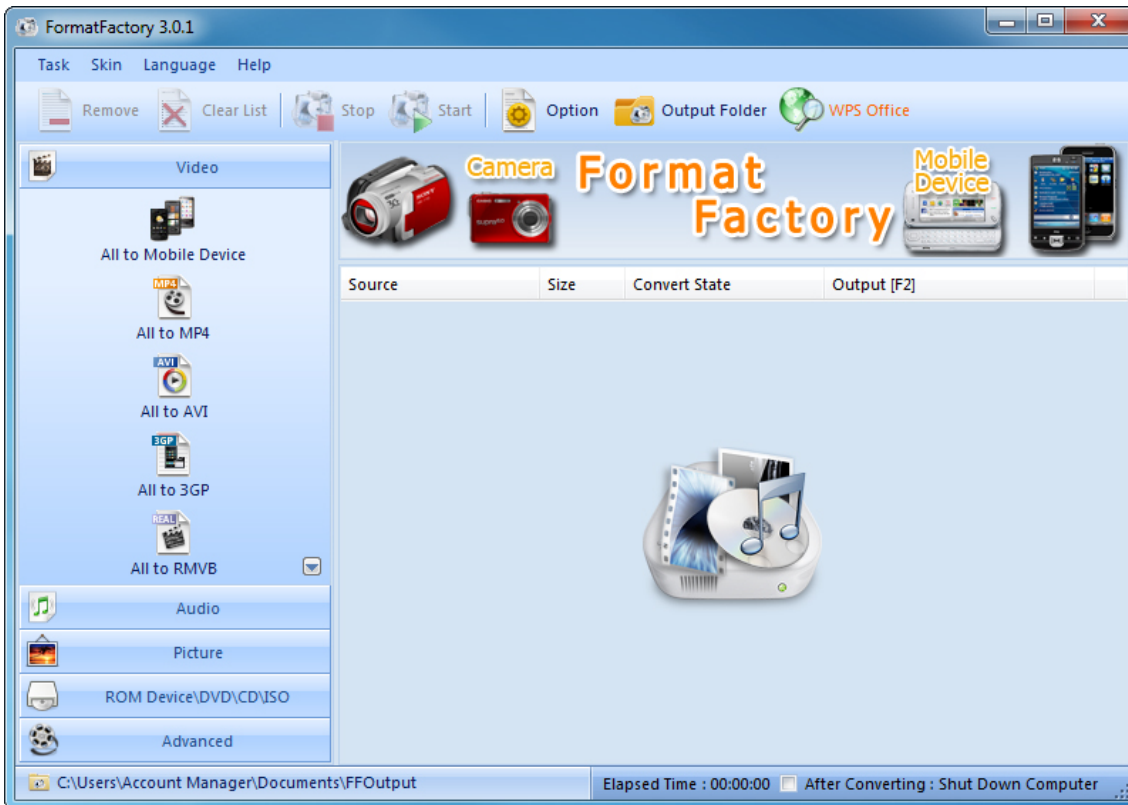 FormatFactory 3.0.1
Task Skin Language Help
Remove Clear List Stop Start Option Output Folder WPS Office
Video
All to Mobile Device
MP4
All to MP4
AVI
All to AVI
3GP
All to 3GP
REAL
All to RMVB
Audio
Picture
ROM Device\DVD\CD\ISO
Advanced
Camera
Format
Factory
Mobile
Device
SONY
Source Size Convert State Output [F2]
C:\Users\Account Manager\Documents\FFOutput
Elapsed Time : 00:00:00 After Converting : Shut Down Computer